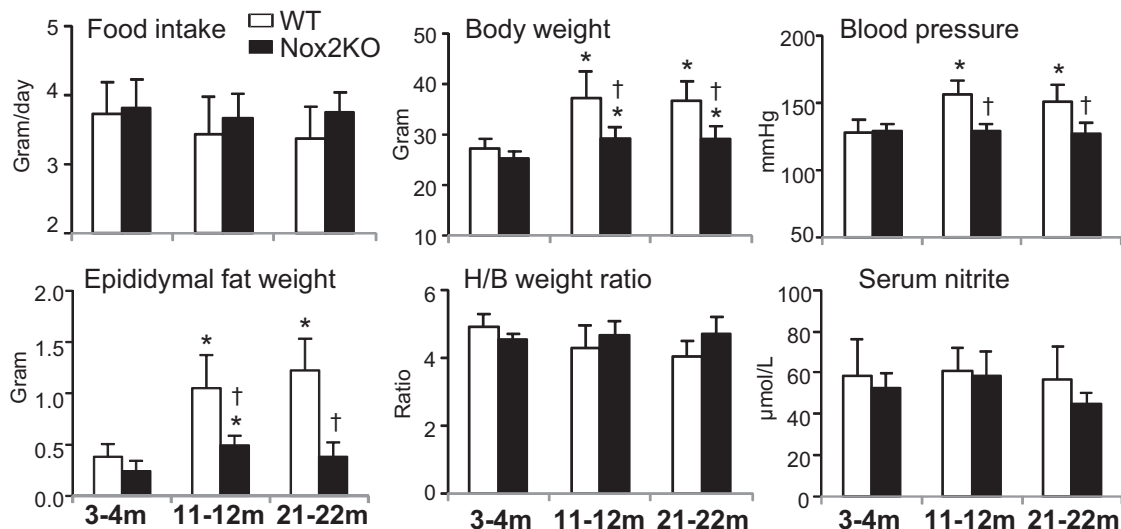 Food intake
WT
Nox2KO
Gram/day
5
4
3
2
Body weight
Gram
50
40
30
20
10
*
†
*
*
†
*
Blood pressure
mmHg
200
150
100
50
*
†
*
†
Epididymal fat weight
Gram
2.0
1.5
1.0
0.5
0.0
*
†
*
*
†
3-4m 11-12m 21-22m
H/B weight ratio
Ratio
6
4
2
0
3-4m 11-12m 21-22m
Serum nitrite
µmol/L
100
80
60
40
20
0
3-4m 11-12m 21-22m